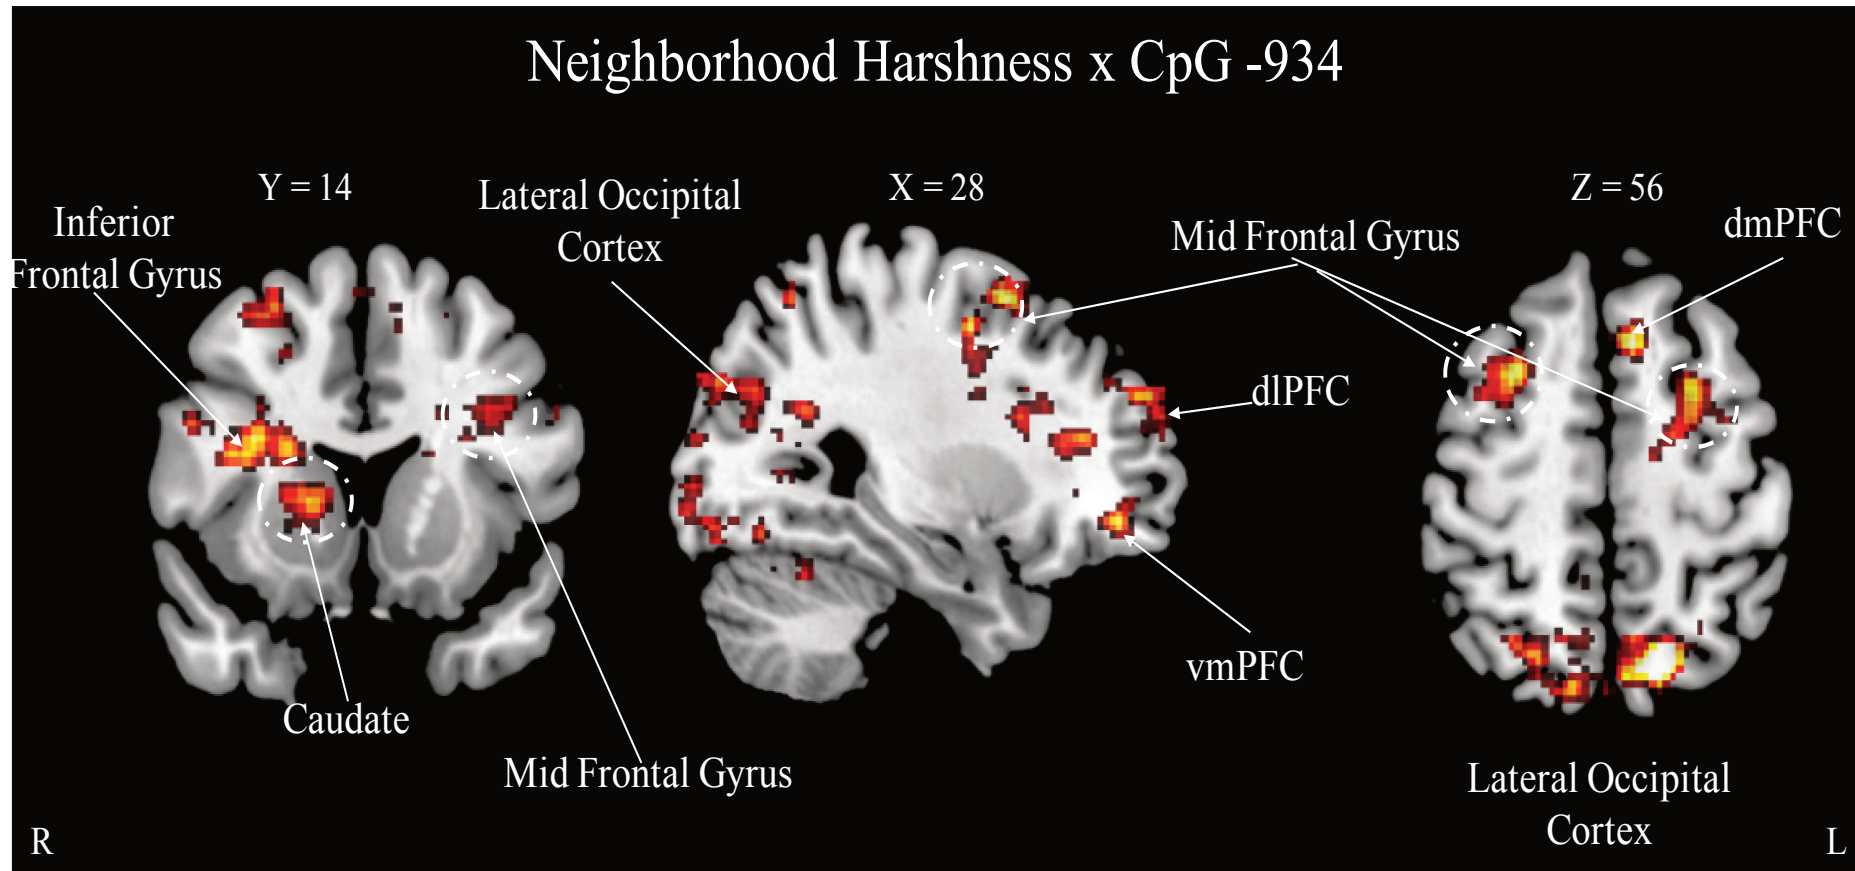 Neighborhood Harshness x CpG -934
Y = 14
X = 28
Z = 56
Inferior
Frontal Gyrus
Lateral Occipital
Cortex
Mid Frontal Gyrus
dmPFC
dlPFC
vmPFC
Caudate
Mid Frontal Gyrus
Lateral Occipital
Cortex
R
L